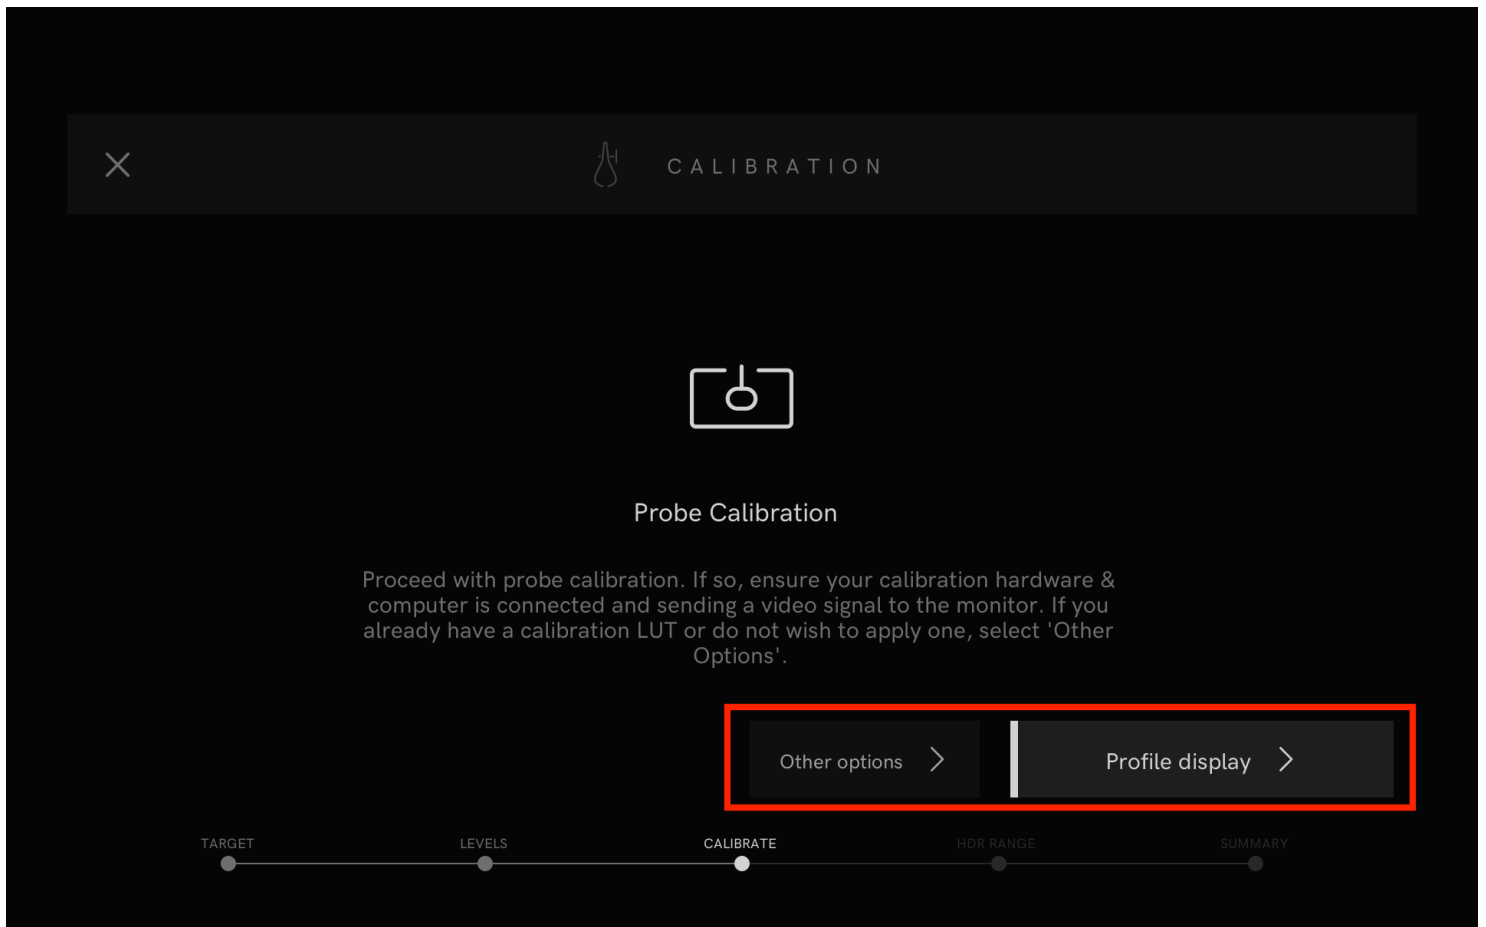 CALIBRATION
Probe Calibration
Proceed with probe calibration. If so, ensure your calibration hardware &
computer is connected and sending a video signal to the monitor. If you
already have a calibration LUT or do not wish to apply one, select 'Other
Options'.
Other options
Profile display
TARGET
LEVELS
CALIBRATE
HDR RANGE
SUMMARY